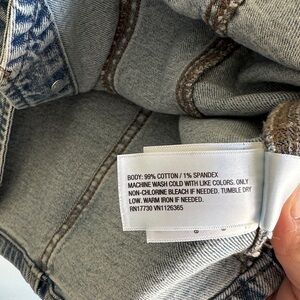 BODY: 99% COTTON / 1% SPANDEX
MACHINE WASH COLD WITH LIKE COLORS. ONLY
NON-CHLORINE BLEACH IF NEEDED. TUMBLE DRY
LOW. WARM IRON IF NEEDED.
RN17730 VN1126365